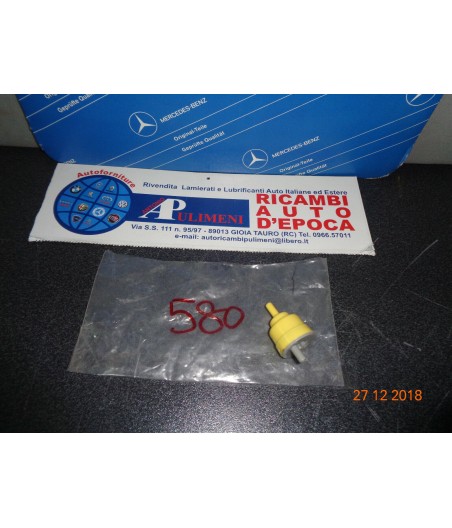 MERCEDES-BENZ
Original-Teile
Geprüfte Qualität
MERCEDES-BENZ
Original-Teile
Geprüfte Qualität
Autoforniture
Rivendita Lamierati e Lubrificanti Auto Italiane ed Estere
APULIMENI
RICAMBI
AUTO
D'EPOCA
Via S.S. 111 n. 95/97 - 89013 GIOIA TAURO (RC) Tel. 0966.57011
e-mail: autoricambipulimeni@libero.it
580
27 12 2018